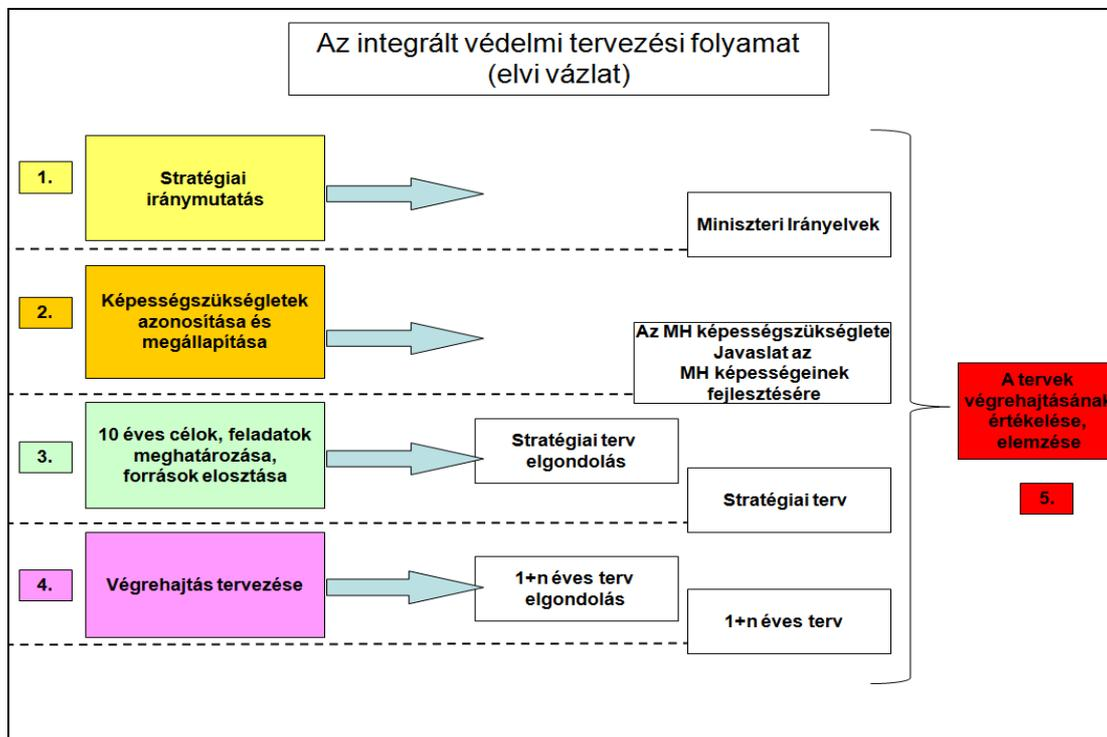 Az integrált védelmi tervezési folyamat
(elvi vázlat)
1.
Stratégiai
iránymutatás
Miniszteri Irányelvek
2.
Képességszükségletek
azonosítása és
megállapítása
Az MH képességszükséglete
Javaslat az
MH képességeinek
fejlesztésére
3.
10 éves célok, feladatok
meghatározása,
források elosztása
Stratégiai terv
elgondolás
Stratégiai terv
4.
Végrehajtás tervezése
1+n éves terv
elgondolás
1+n éves terv
A tervek
végrehajtásának
értékelése,
elemzése
5.